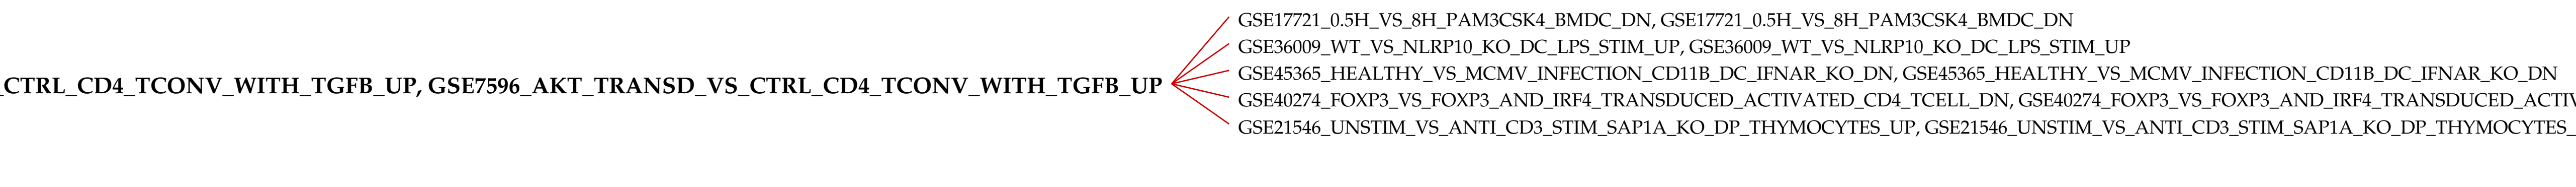 GSE17721_0.5H_VS_8H_PAM3CSK4_BMDC_DN, GSE17721_0.5H_VS_8H_PAM3CSK4_BMDC_DN
GSE36009_WT_VS_NLRP10_KO_DC_LPS_STIM_UP, GSE36009_WT_VS_NLRP10_KO_DC_LPS_STIM_UP
GSE45365_HEALTHY_VS_MCMV_INFECTION_CD11B_DC_IFNAR_KO_DN, GSE45365_HEALTHY_VS_MCMV_INFECTION_CD11B_DC_IFNAR_KO_DN
_CTRL_CD4_TCONV_WITH_TGFB_UP, GSE7596_AKT_TRANSD_VS_CTRL_CD4_TCONV_WITH_TGFB_UP
GSE40274_FOXP3_VS_FOXP3_AND_IRF4_TRANSDUCED_ACTIVATED_CD4_TCELL_DN, GSE40274_FOXP3_VS_FOXP3_AND_IRF4_TRANSDUCED_ACTIV
GSE21546_UNSTIM_VS_ANTI_CD3_STIM_SAP1A_KO_DP_THYMOCYTES_UP, GSE21546_UNSTIM_VS_ANTI_CD3_STIM_SAP1A_KO_DP_THYMOCYTES_